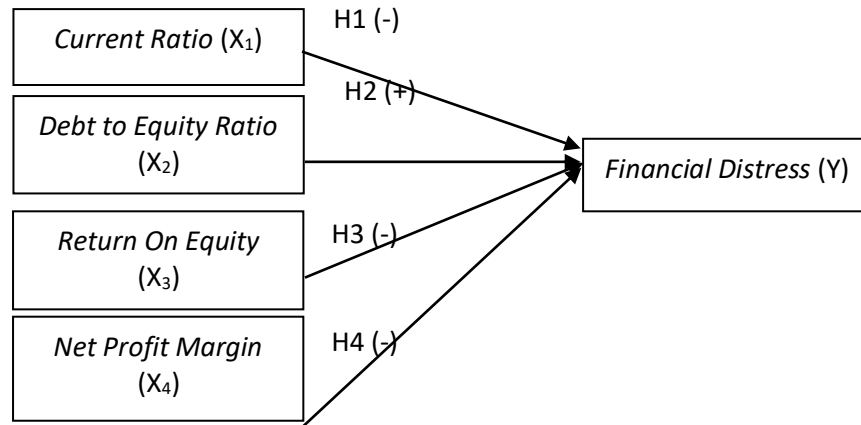 H1 (-)
Current Ratio (X₁)
H2 (+)
Debt to Equity Ratio
(X₂)
Financial Distress (Y)
Return On Equity
(X₃)
H3 (-)
Net Profit Margin
(X₄)
H4 (-)